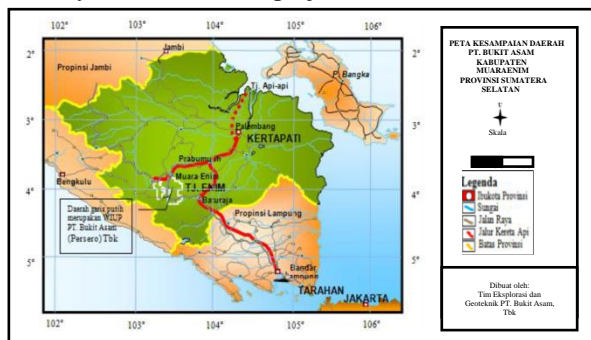 102° 103° 104° 105° 106°
2°
3°
4°
5°
Jambi
Propinsi Jambi
P. Bangka
Tj. Api-api
Palembang
KERTAPATI
Prabumulih
Bengkulu
Muara Enim
TJ. ENIM
Baturaja
Daerah garis putih
merupakan WIUP
PT. Bukit Asam
(Persero) Tbk
Propinsi Lampung
Bandar
Lampung
TARAHAN
JAKARTA
2°
3°
4°
5°
102° 103° 104° 105° 106°
PETA KESAMPAIAN DAERAH
PT. BUKIT ASAM
KABUPATEN
MUARAENIM
PROVINSI SUMATERA
SELATAN
U
Skala
Legenda
Ibukota Provinsi
Sungai
Jalan Raya
Jalur Kereta Api
Batas Provinsi
Dibuat oleh:
Tim Eksplorasi dan
Geoteknik PT. Bukit Asam,
Tbk